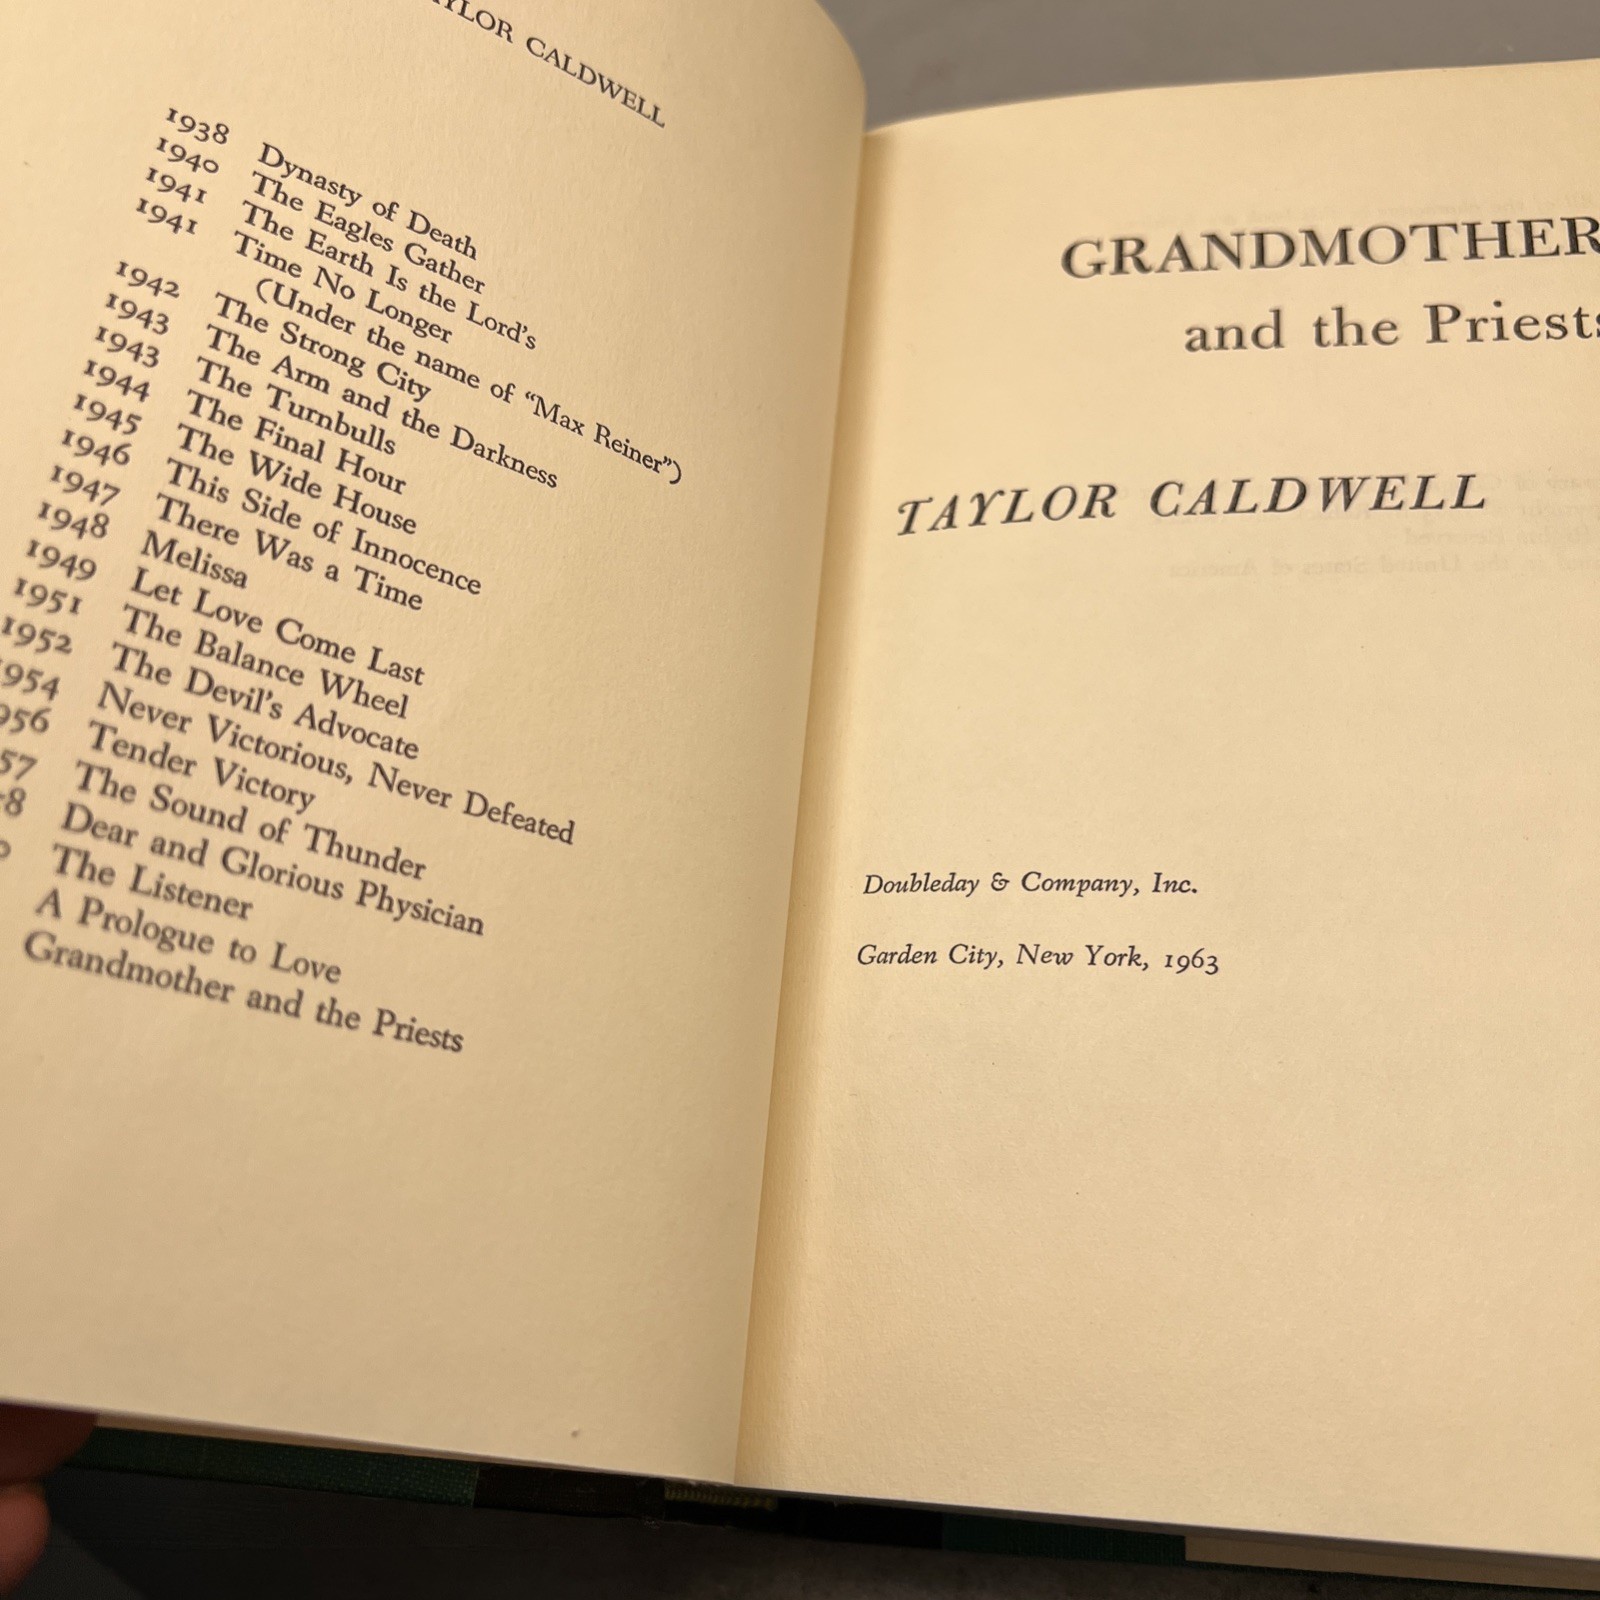 TAYLOR CALDWELL
1938 Dynasty of Death
1940 The Eagles Gather
1941 The Earth Is the Lord's
1941 Time No Longer
(Under the name of "Max Reiner")
1942 The Strong City
1943 The Arm and the Darkness
1943 The Turnbulls
1944 The Final Hour
1945 The Wide House
1946 This Side of Innocence
1947 There Was a Time
1948 Melissa
1949 Let Love Come Last
1951 The Balance Wheel
1952 The Devil's Advocate
1954 Never Victorious, Never Defeated
956 Tender Victory
57 The Sound of Thunder
8 Dear and Glorious Physician
The Listener
A Prologue to Love
Grandmother and the Priests
GRANDMOTHER
and the Priests
TAYLOR CALDWELL
Doubleday & Company, Inc.
Garden City, New York, 1963